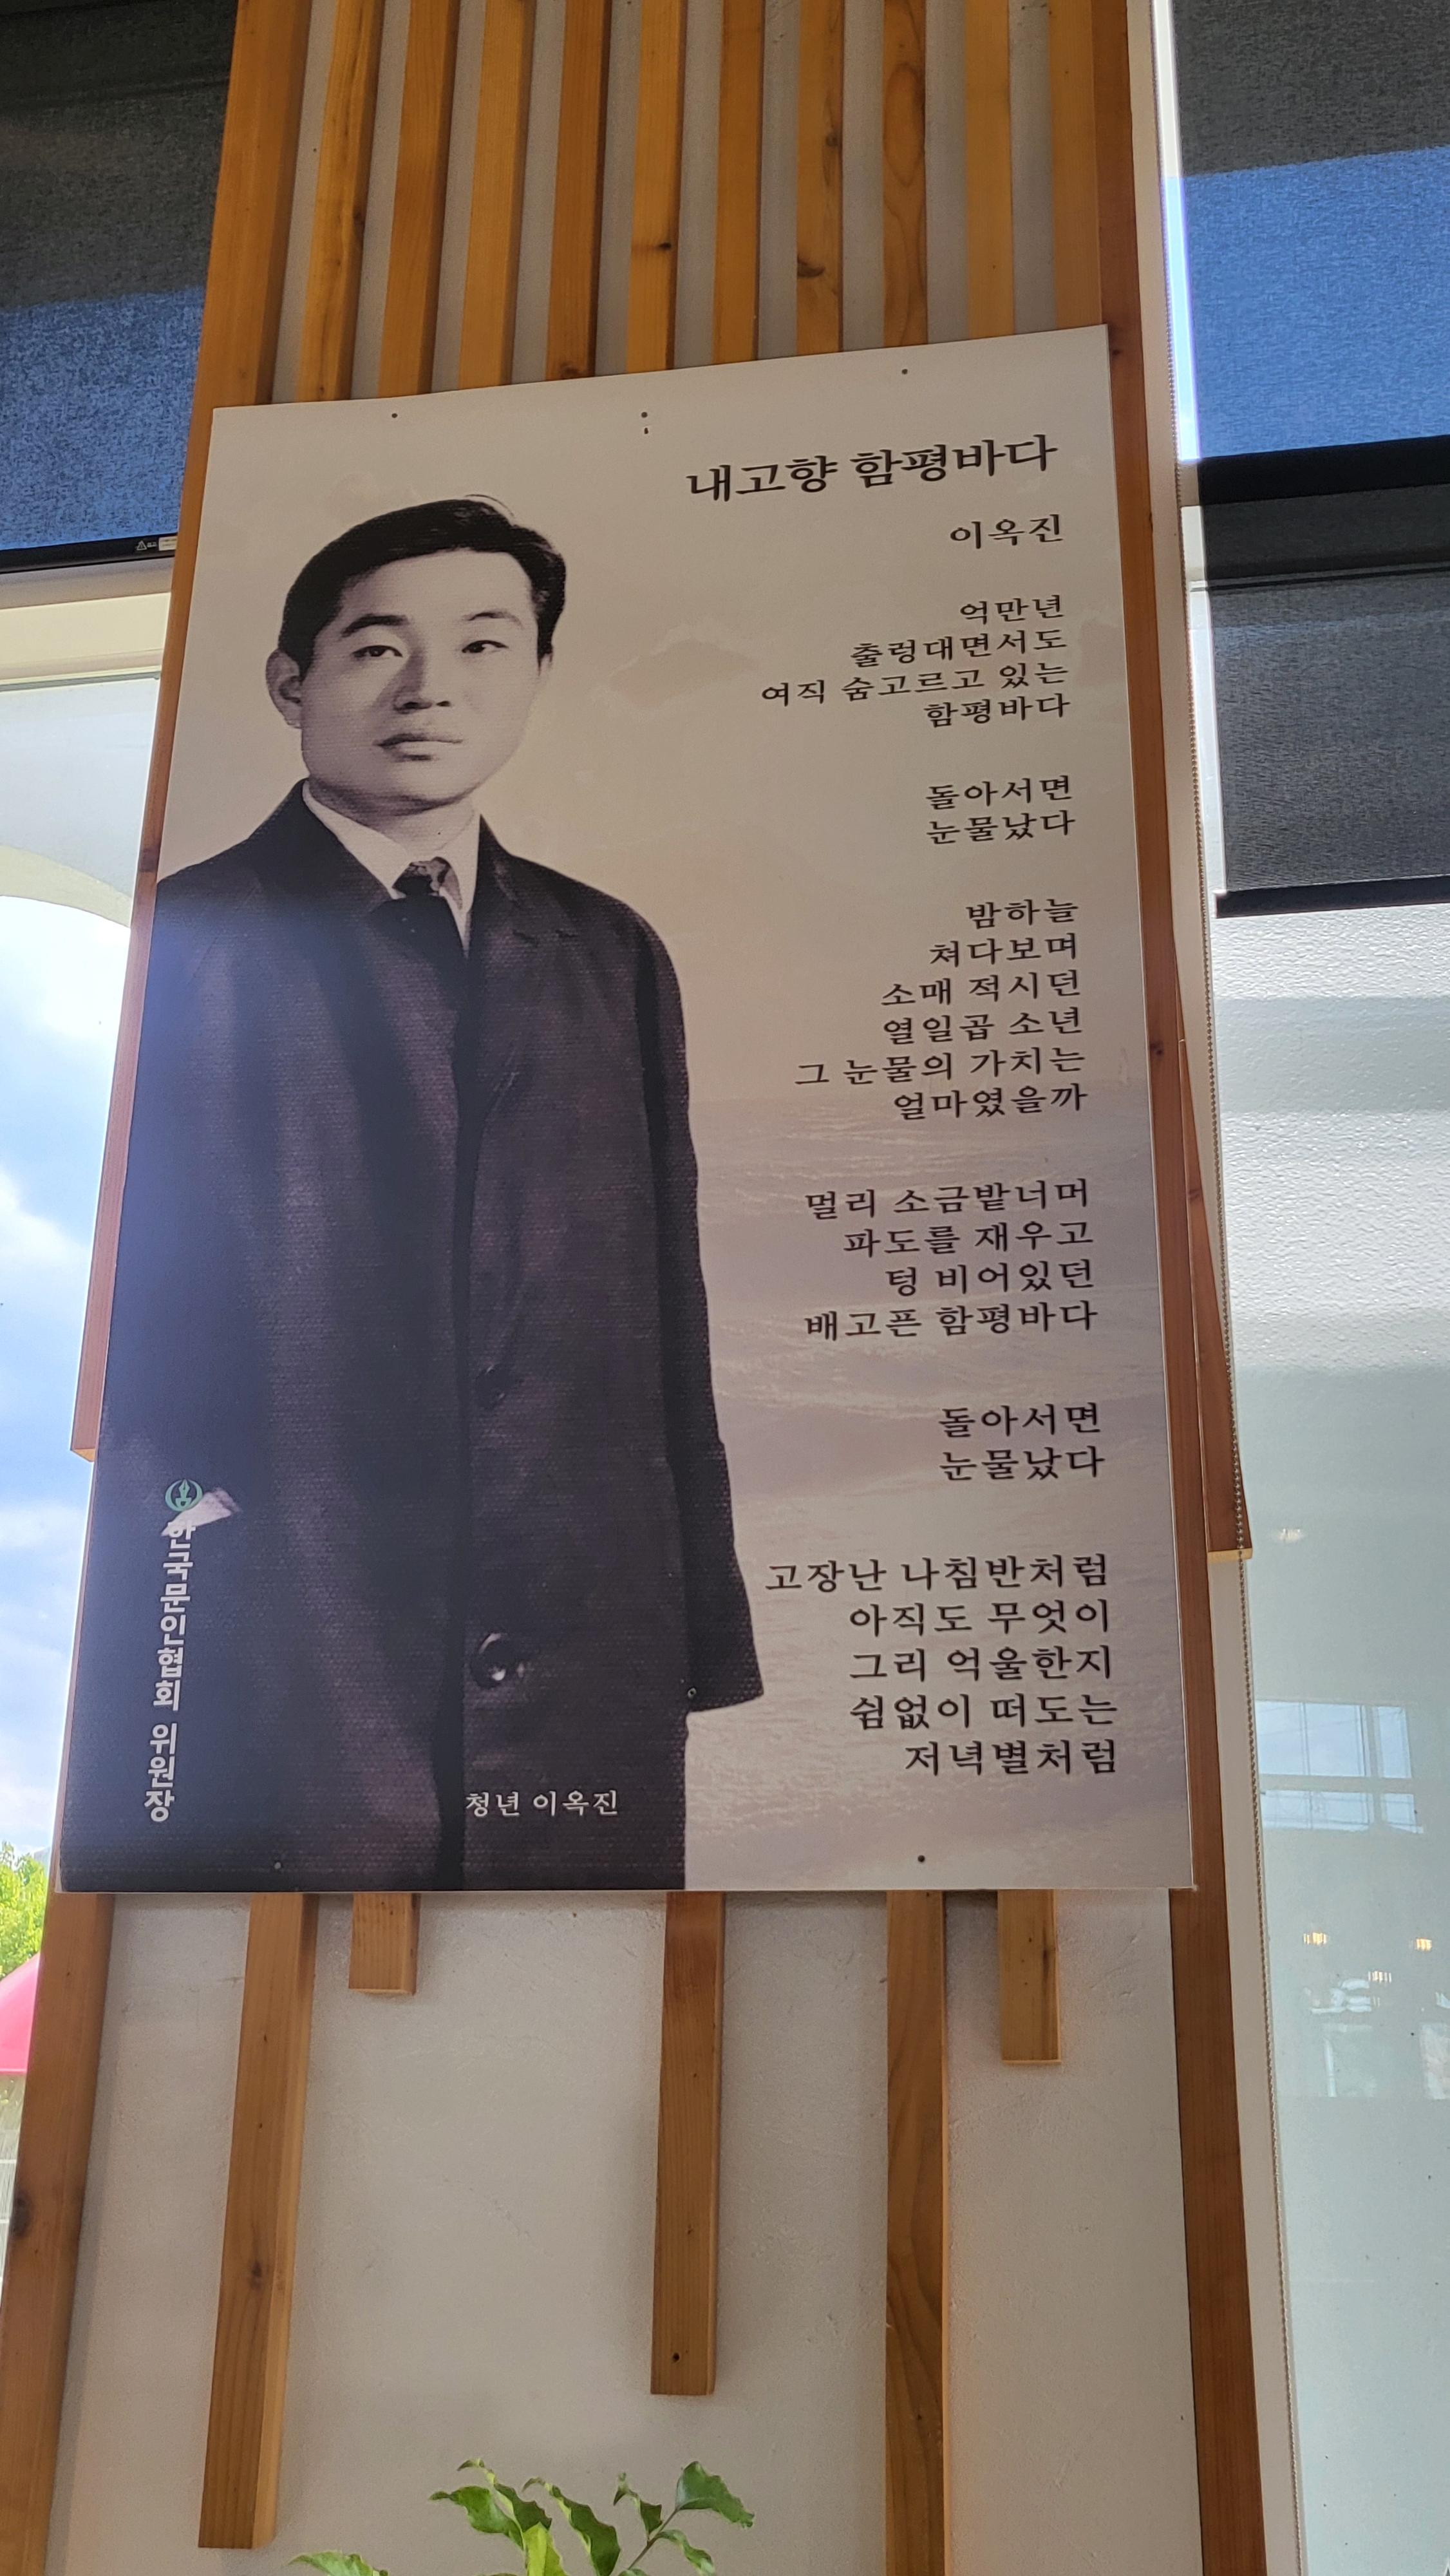 내고향 함평바다
이옥진
억만년
출렁대면서도
여직 숨고르고 있는
함평바다
돌아서면
눈물났다
밤하늘
쳐다보며
소매 적시던
열일곱 소년
그 눈물의 가치는
얼마였을까
멀리 소금밭너머
파도를 재우고
텅 비어있던
배고픈 함평바다
돌아서면
눈물났다
고장난 나침반처럼
아직도 무엇이
그리 억울한지
쉼없이 떠도는
저녁별처럼
한국문인협회 위원장
청년 이옥진